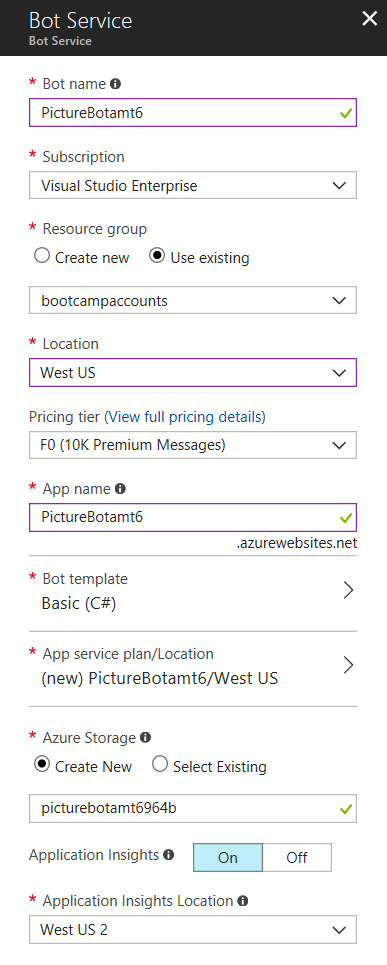 Bot Service
Bot Service
* Bot name
PictureBotamt6
* Subscription
Visual Studio Enterprise
* Resource group
Create new Use existing
bootcampaccounts
* Location
West US
Pricing tier (View full pricing details)
F0 (10K Premium Messages)
* App name
PictureBotamt6
.azurewebsites.net
* Bot template
Basic (C#)
* App service plan/Location
(new) PictureBotamt6/West US
* Azure Storage
Create New Select Existing
picturebotamt6964b
Application Insights On Off
* Application Insights Location
West US 2